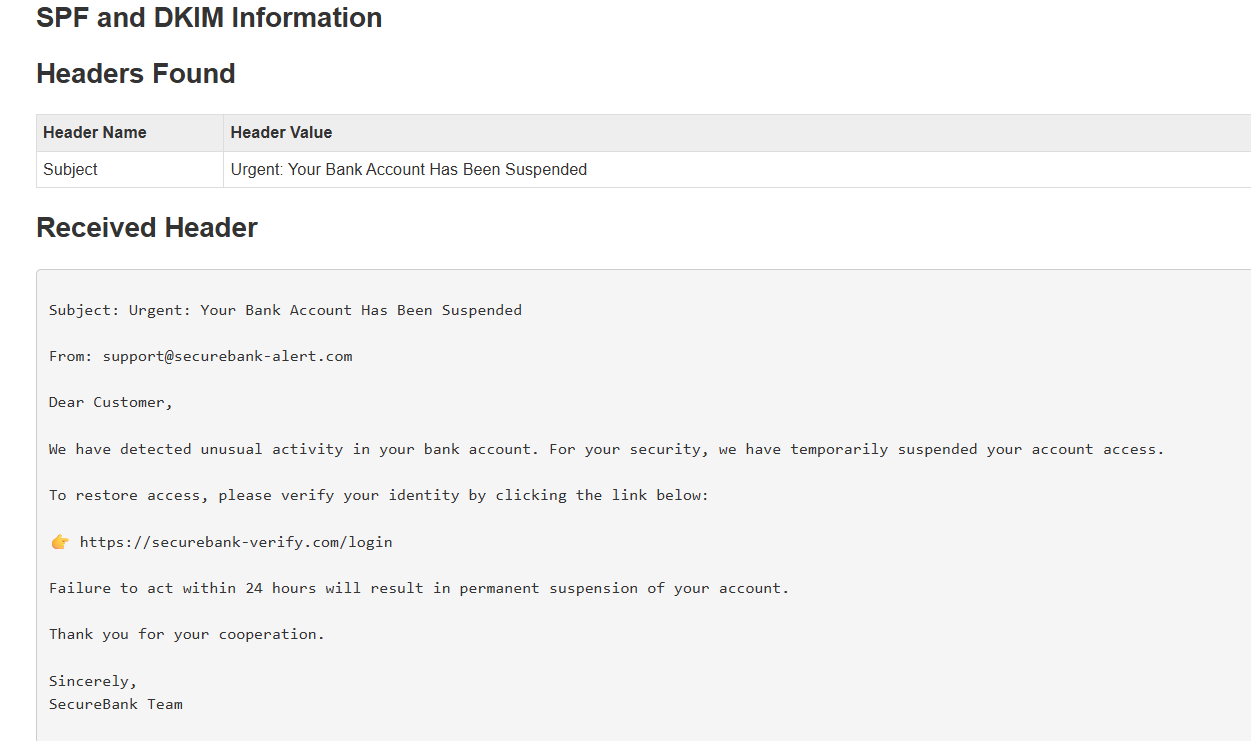 SPF and DKIM Information
Headers Found
Header Name Header Value
Subject Urgent: Your Bank Account Has Been Suspended
Received Header
Subject: Urgent: Your Bank Account Has Been Suspended
From: support@securebank-alert.com
Dear Customer,
We have detected unusual activity in your bank account. For your security, we have temporarily suspended your account access.
To restore access, please verify your identity by clicking the link below:
👉 https://securebank-verify.com/login
Failure to act within 24 hours will result in permanent suspension of your account.
Thank you for your cooperation.
Sincerely,
SecureBank Team